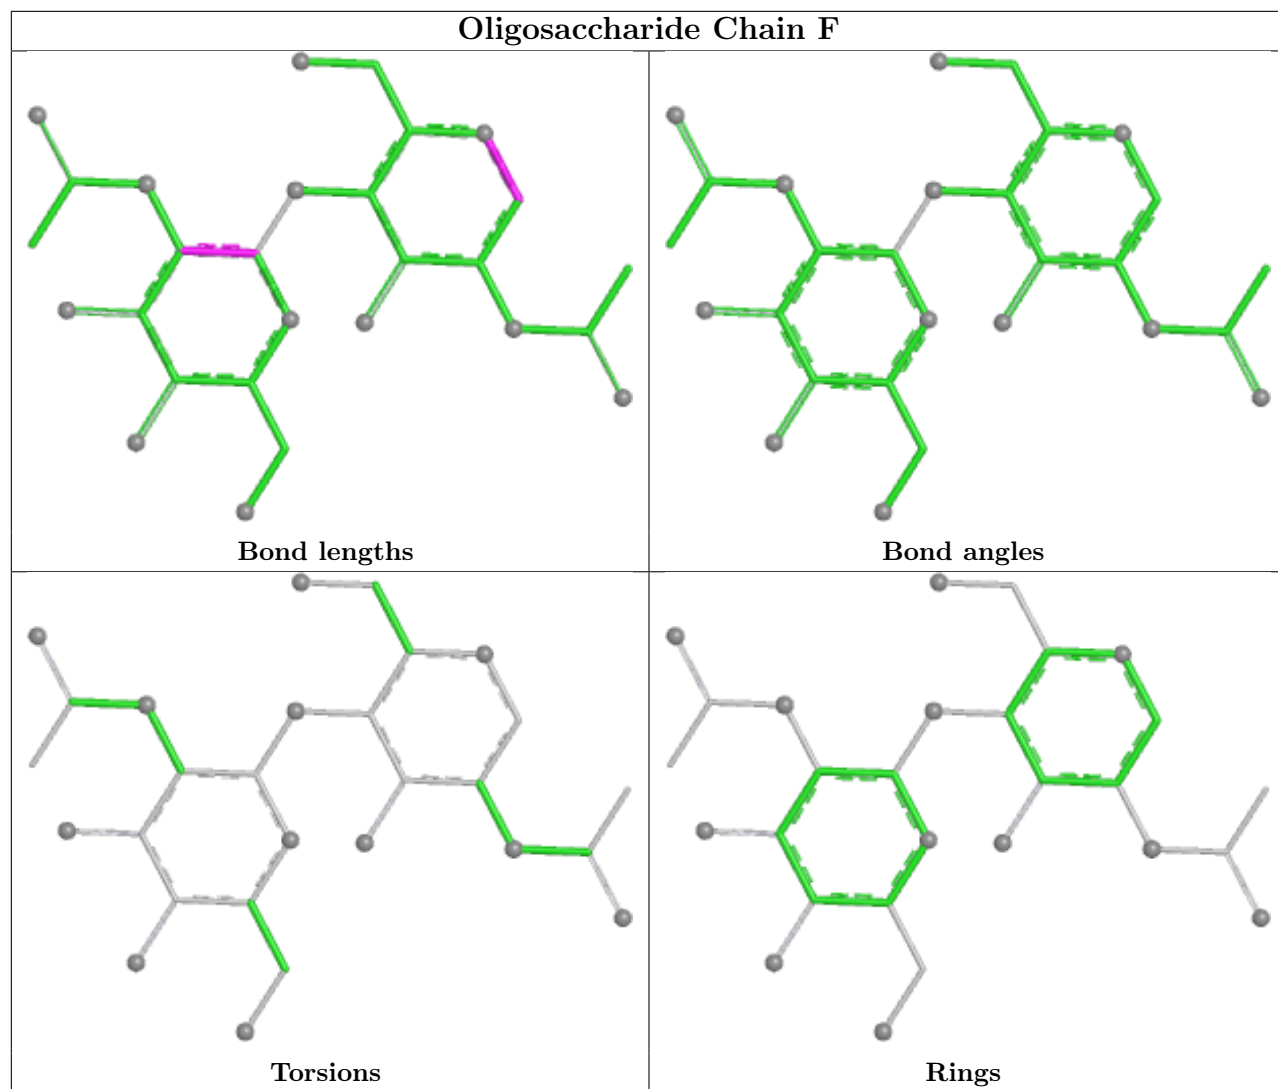 Oligosaccharide Chain F
Bond lengths
Bond angles
Torsions
Rings